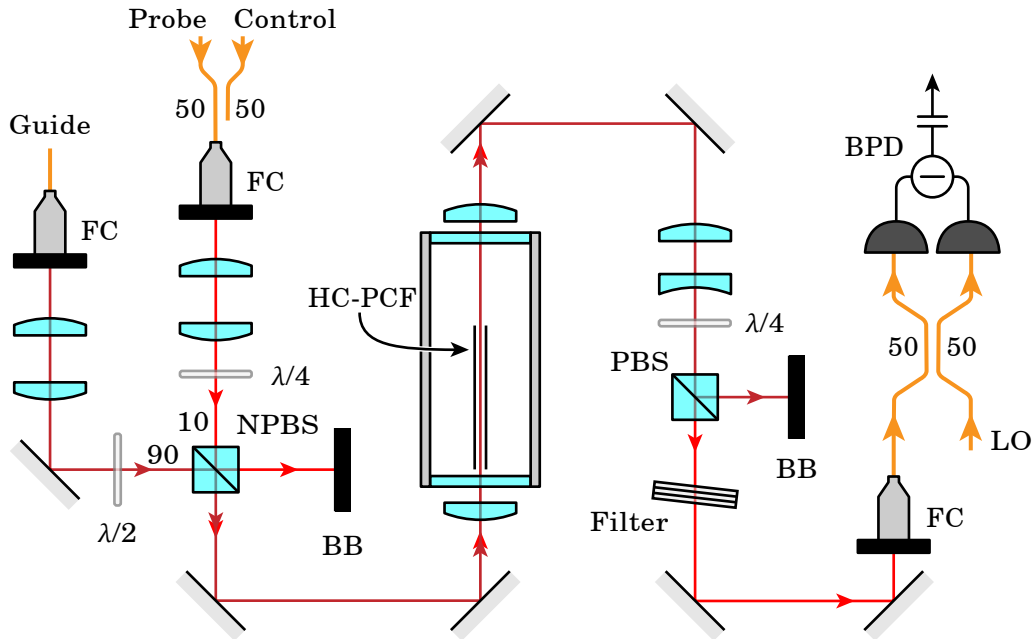 Probe
Control
50
50
Guide
FC
FC
HC-PCF
λ/4
10
NPBS
90
λ/2
BB
λ/4
PBS
BB
Filter
BPD
50
50
LO
FC